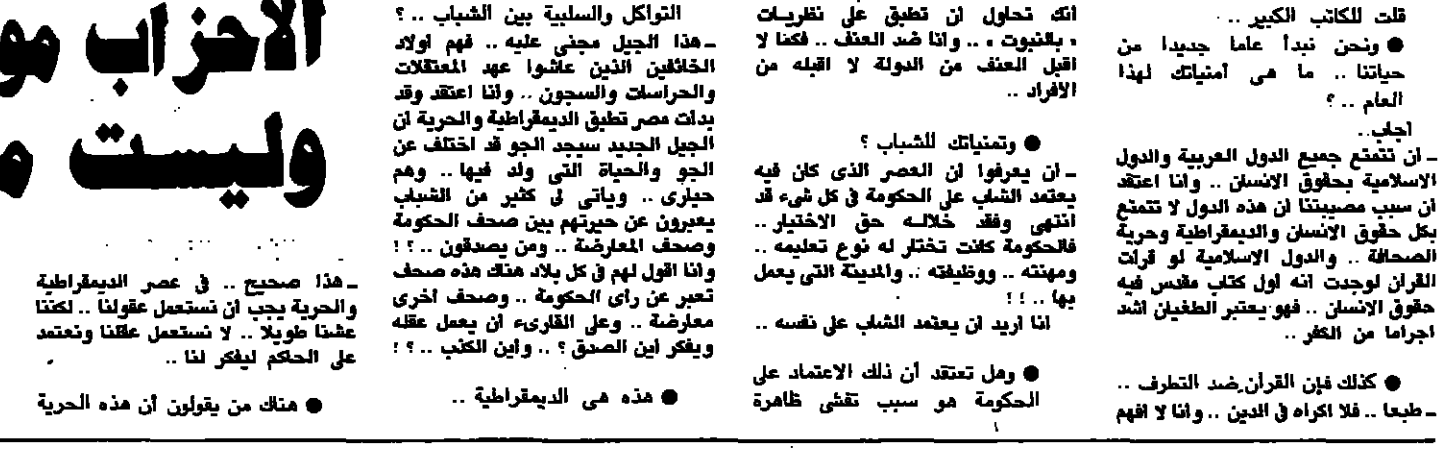 قلت للكاتب الكبير ..
● ونحن نبدأ عاما جديدا من
حياتنا .. ما هى أمنياتك لهذا
العام .. ؟
أجاب..
ـ ان تتمتع جميع الدول العربية والدول
الاسلامية بحقوق الانسان .. وانا اعتقد
ان سبب مصيبتنا ان هذه الدول لا تتمتع
بكل حقوق الانسان والديمقراطية وحرية
الصحافة .. والدول الاسلامية لو قرأت
القرآن لوجدت انه اول كتاب مقدس فيه
حقوق الانسان .. فهو يعتبر الطغيان اشد
اجراما من الكفر ..
● كذلك فإن القرآن ضد التطرف ..
ـ طبعا .. فلا اكراه فى الدين .. وانا لا افهم
انك تحاول ان تطبق على نظريات
« بالنبوت » .. وانا ضد العنف .. فكما لا
اقبل العنف من الدولة لا اقبله من
الافراد ..
● وتمنياتك للشباب ؟
ـ ان يعرفوا ان العصر الذى كان فيه
يعتمد الشاب على الحكومة فى كل شىء قد
انتهى وفقد خلاله حق الاختيار ..
فالحكومة كانت تختار له نوع تعليمه ..
ومهنته .. ووظيفته .. والمدينة التى يعمل
بها .. !!
انا اريد ان يعتمد الشاب على نفسه ..
● وهل تعتقد أن ذلك الاعتماد على
الحكومة هو سبب تفشى ظاهرة
التواكل والسلبية بين الشباب .. ؟
ـ هذا الجيل مجنى عليه .. فهم اولاد
الخائفين الذين عاشوا عهد المعتقلات
والحراسات والسجون .. وانا اعتقد وقد
بدأت مصر تطبق الديمقراطية والحرية ان
الجيل الجديد سيجد الجو قد اختلف عن
الجو والحياة التى ولد فيها .. وهم
حيارى .. ويأتى لى كثير من الشباب
يعبرون عن حيرتهم بين صحف الحكومة
وصحف المعارضة .. ومن يصدقون .. ؟ !
وانا اقول لهم فى كل بلاد هناك هذه صحف
تعبر عن رأى الحكومة .. وصحف اخرى
معارضة .. وعلى القارىء ان يعمل عقله
ويفكر اين الصدق ؟ .. واين الكذب .. ؟ !
● هذه هى الديمقراطية ..
الأحزاب
وليست
ـ هذا صحيح .. فى عصر الديمقراطية
والحرية يجب ان نستعمل عقولنا .. لكننا
عشنا طويلا .. لا نستعمل عقلنا ونعتمد
على الحاكم ليفكر لنا ..
● هناك من يقولون أن هذه الحرية